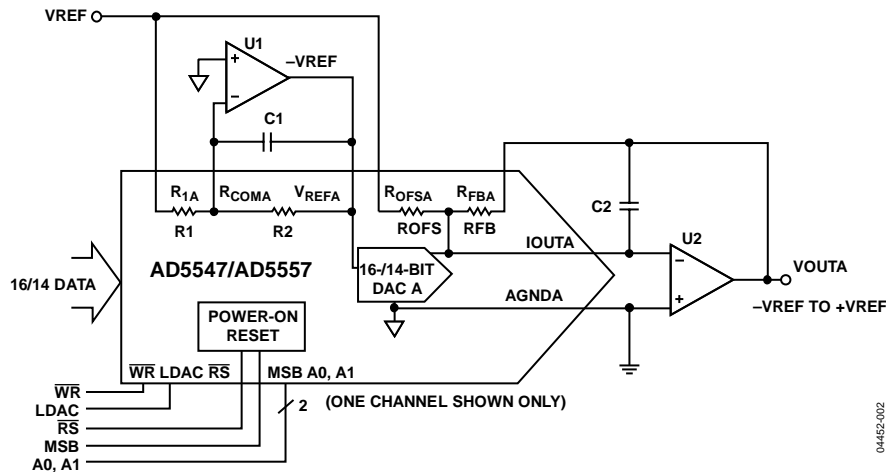 VREF
U1
+
–VREF
–
C1
R1A
RCOMA
VREFA
ROFSA
RFBA
R1
R2
ROFS
RFB
C2
IOUTA
U2
16/14 DATA
AD5547/AD5557
16-/14-BIT
DAC A
–
+
VOUTA
AGNDA
–VREF TO +VREF
POWER-ON
RESET
WR LDAC RS
MSB A0, A1
WR
LDAC
RS
MSB
A0, A1
2
(ONE CHANNEL SHOWN ONLY)
04452-002